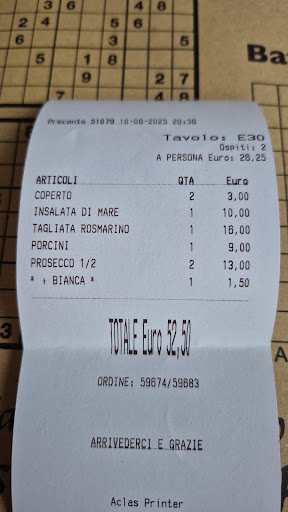 Preconto 51079 10-06-2025 20:50
Tavolo: E30
Ospiti: 2
A PERSONA Euro: 26,25
ARTICOLI QTA Euro
COPERTO 2 3,00
INSALATA DI MARE 1 10,00
TAGLIATA ROSMARINO 1 16,00
PORCINI 1 9,00
PROSECCO 1/2 2 13,00
* + BIANCA * 1 1,50
TOTALE Euro 52,50
ORDINE: 59674/59683
ARRIVEDERCI E GRAZIE
Aclas Printer